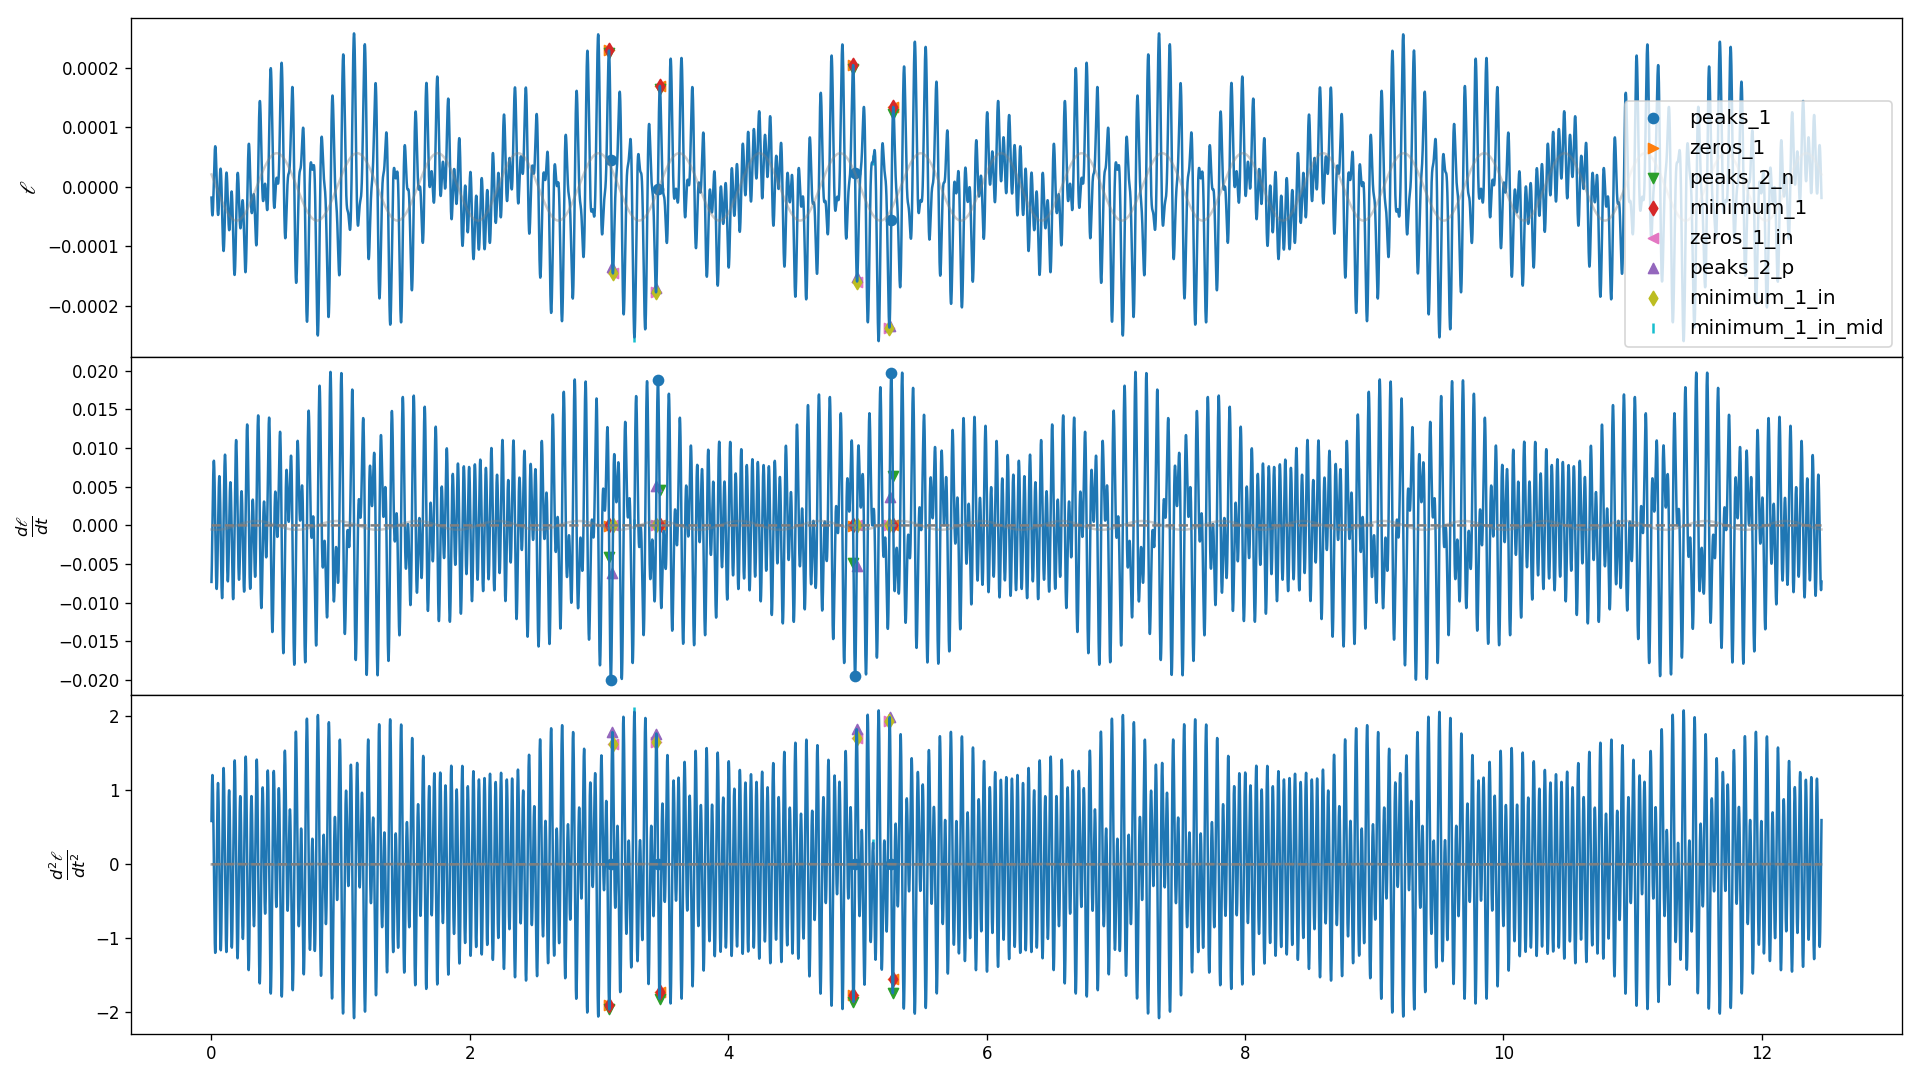 0.0002
0.0001
0.0000
−0.0001
−0.0002
ℓ
peaks_1
zeros_1
peaks_2_n
minimum_1
zeros_1_in
peaks_2_p
minimum_1_in
minimum_1_in_mid
0.020
0.015
0.010
0.005
0.000
−0.005
−0.010
−0.015
−0.020
dℓ/dt
2
1
0
−1
−2
d²ℓ/dt²
0 2 4 6 8 10 12